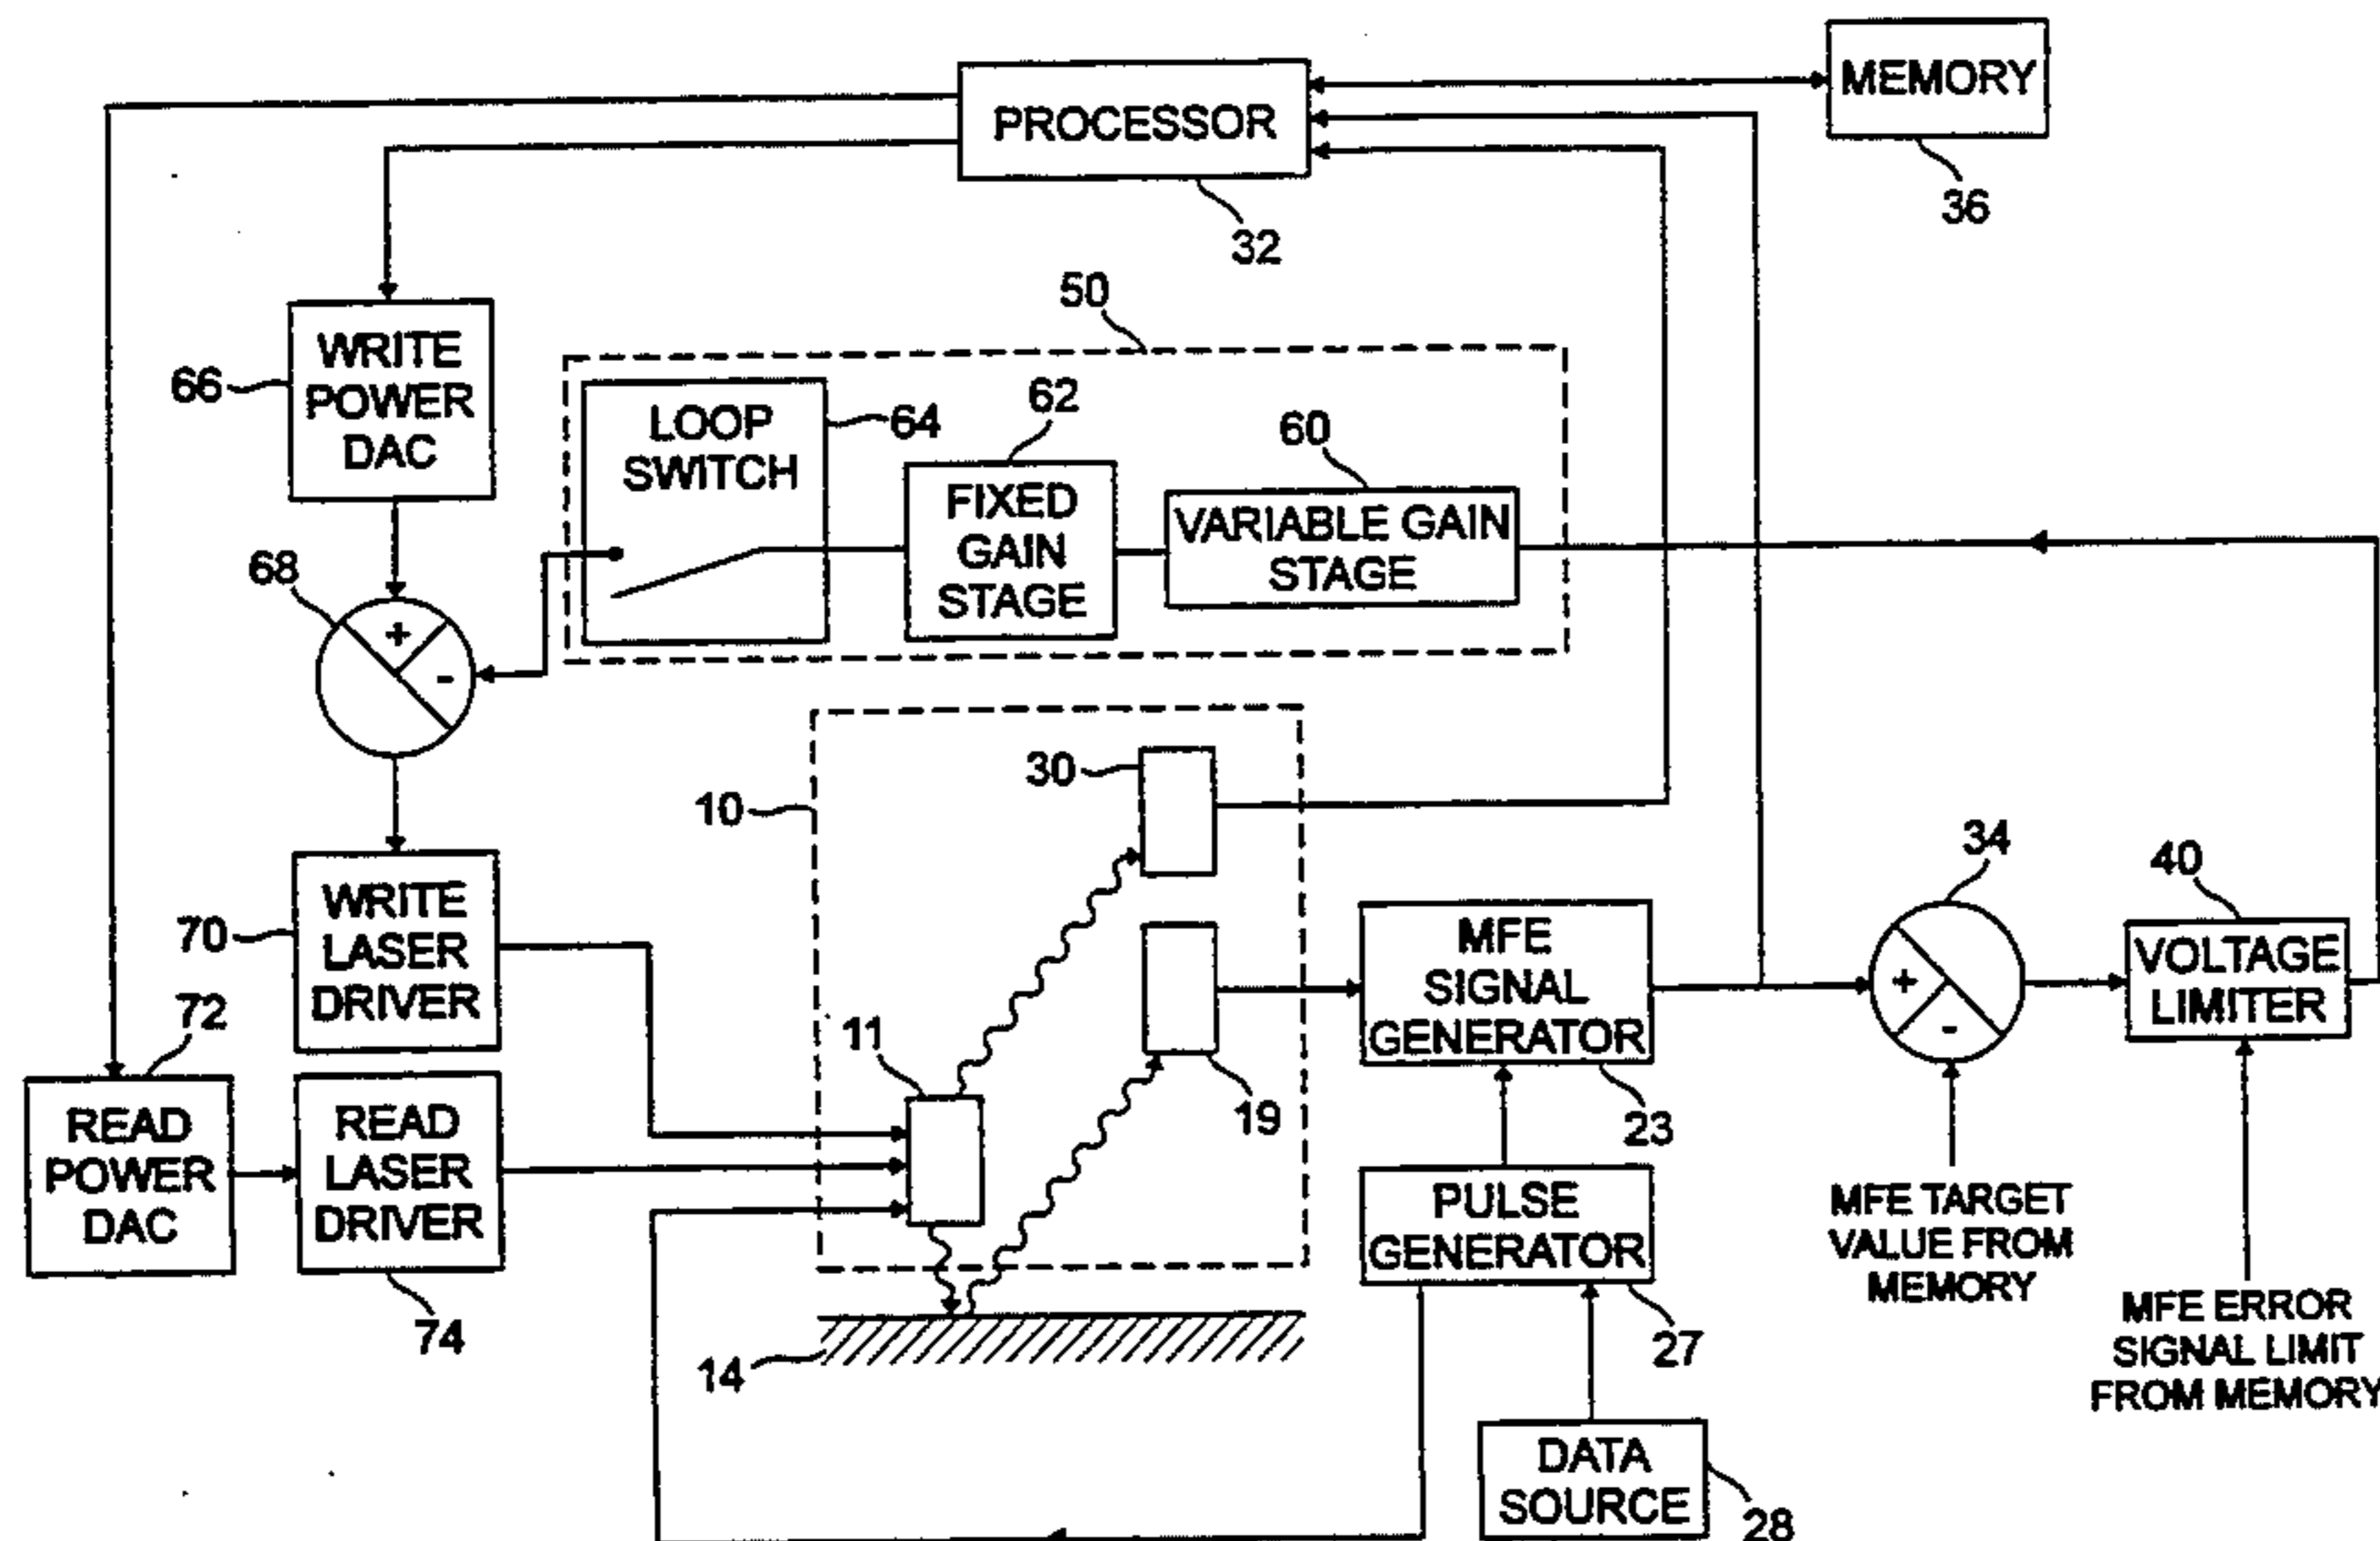 MEMORY
36
PROCESSOR
32
50
WRITE
POWER
DAC
66
LOOP
SWITCH
64
62
FIXED
GAIN
STAGE
60
VARIABLE GAIN
STAGE
68
+
-
30
10
WRITE
LASER
DRIVER
70
34
+
-
40
VOLTAGE
LIMITER
MFE
SIGNAL
GENERATOR
23
11
19
72
READ
POWER
DAC
READ
LASER
DRIVER
74
PULSE
GENERATOR
27
MFE TARGET
VALUE FROM
MEMORY
MFE ERROR
SIGNAL LIMIT
FROM MEMORY
14
DATA
SOURCE
28